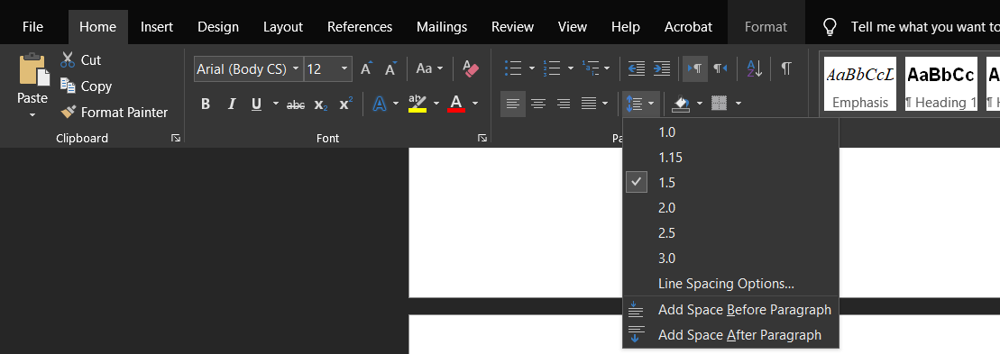 File Home Insert Design Layout References Mailings Review View Help Acrobat Format Tell me what you want to
Paste
Cut
Copy
Format Painter
Clipboard
Arial (Body CS) 12 Aa
B I U abc x2 x2 A ab A
Font
AaBbCcL AaBbCc
Emphasis ¶ Heading 1
1.0
1.15
1.5
2.0
2.5
3.0
Line Spacing Options...
Add Space Before Paragraph
Add Space After Paragraph